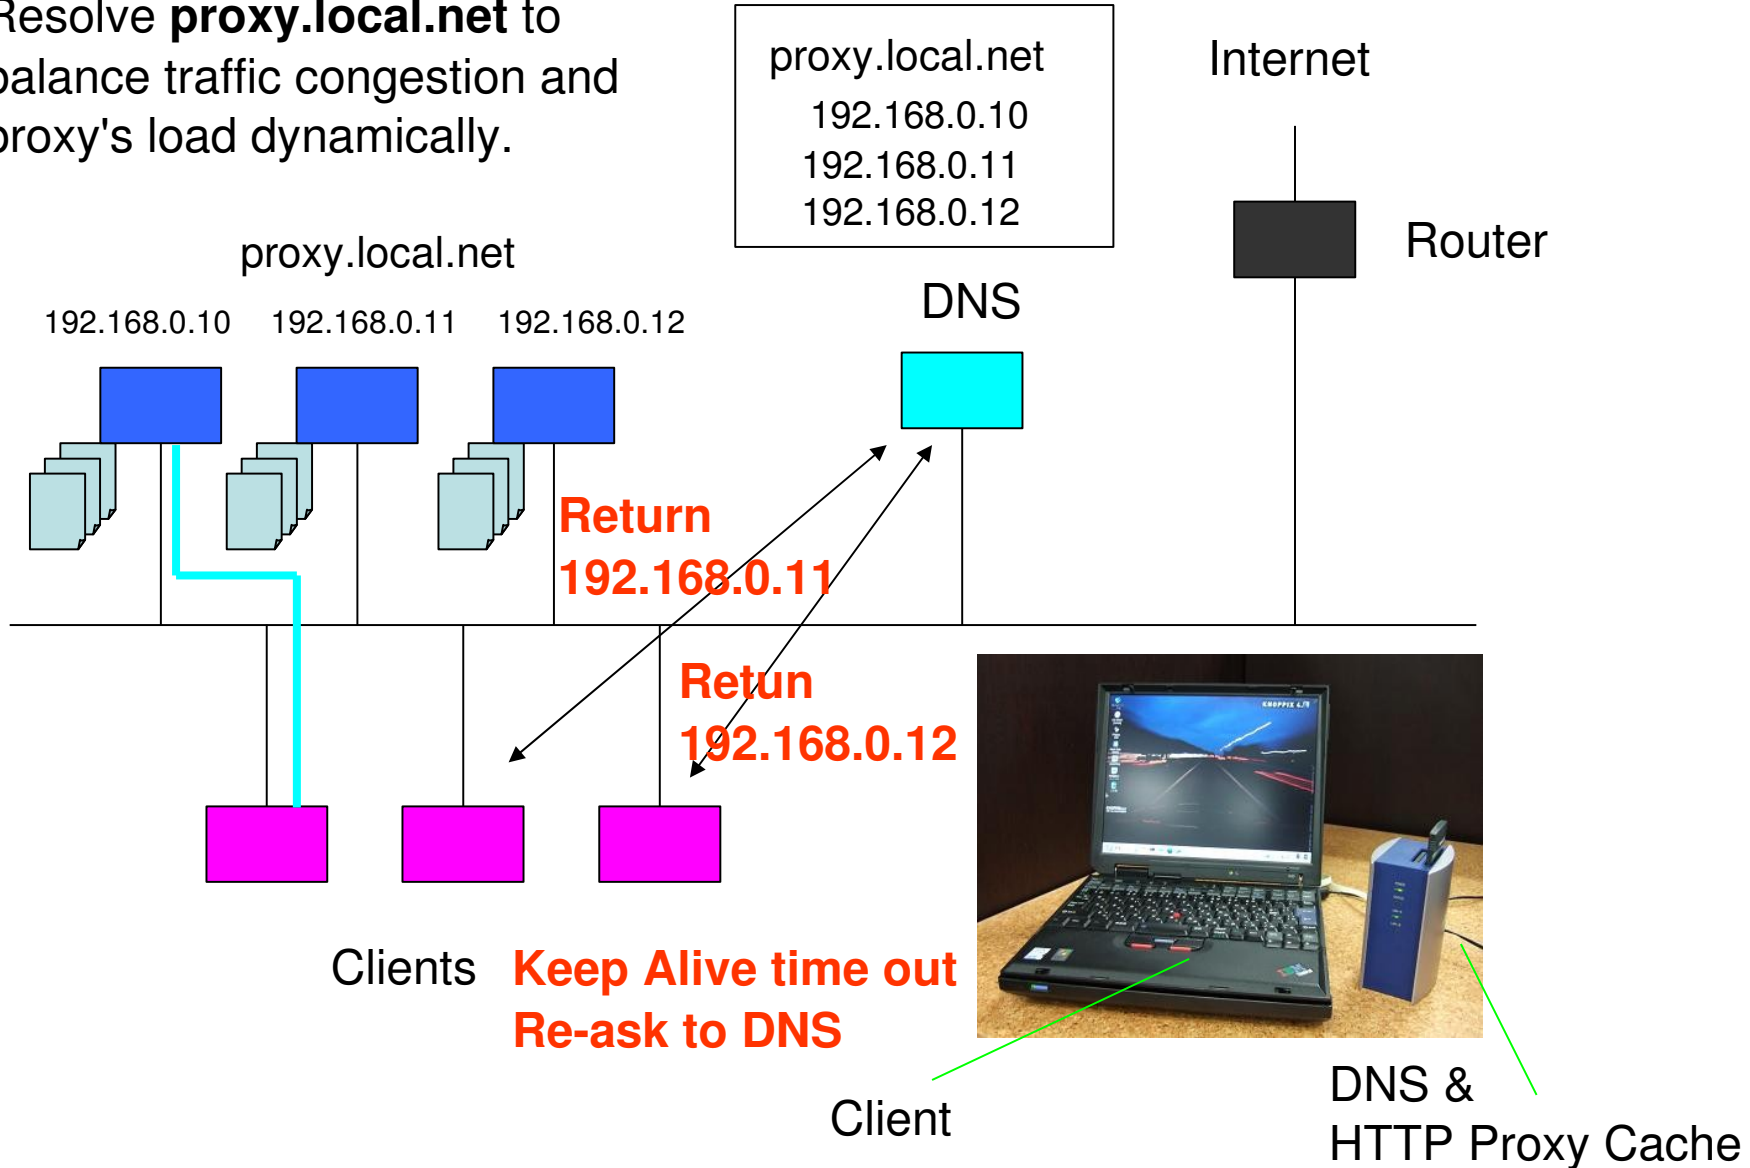 Resolve proxy.local.net to
balance traffic congestion and
proxy's load dynamically.
proxy.local.net
192.168.0.10
192.168.0.11
192.168.0.12
Internet
Router
DNS
proxy.local.net
192.168.0.10 192.168.0.11 192.168.0.12
Return
192.168.0.11
Retun
192.168.0.12
KNOPPIX
Clients
Keep Alive time out
Re-ask to DNS
Client
DNS &
HTTP Proxy Cache